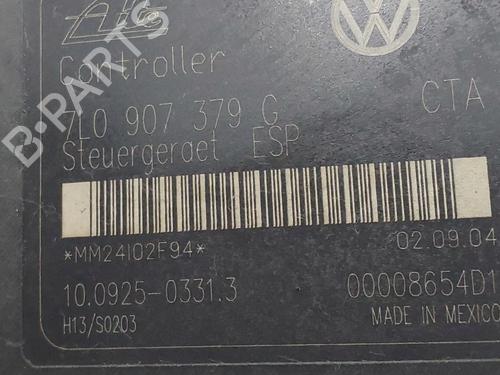 Ate
Controller
7L0 907 379 G CTA
Steuergeraet ESP
*MM24I02F94* 02.09.04
10.0925-0331.3 00008654D1
H13/S0203 MADE IN MEXICO
B-PARTS